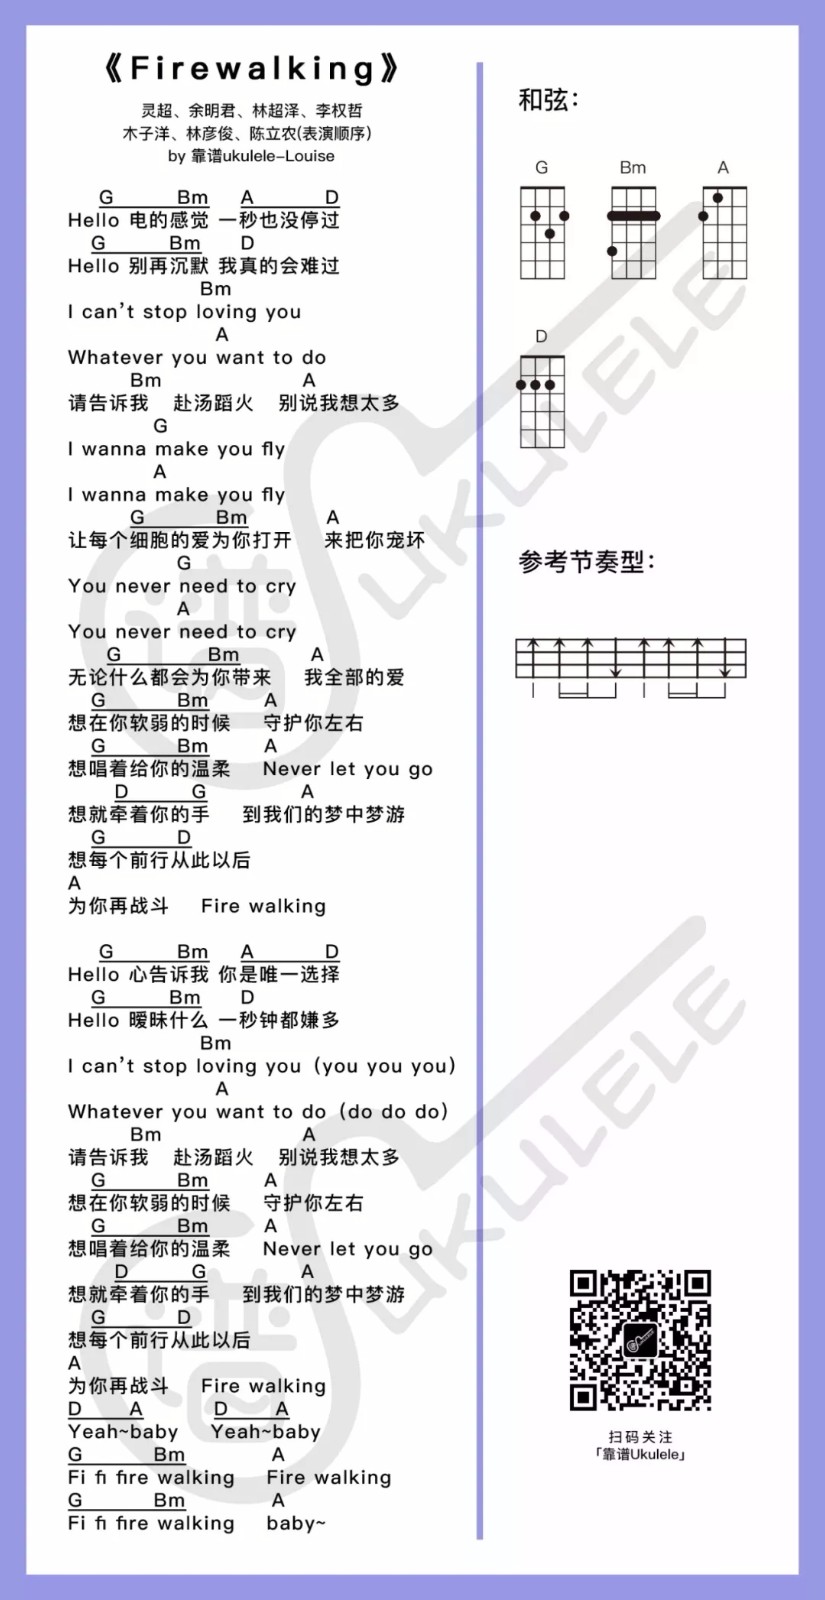 《Firewalking》
灵超、余明君、林超泽、李权哲
木子洋、林彦俊、陈立农(表演顺序)
by 靠谱ukulele-Louise
G Bm A D
Hello 电的感觉 一秒也没停过
G Bm D
Hello 别再沉默 我真的会难过
Bm
I can't stop loving you
A
Whatever you want to do
Bm A
请告诉我 赴汤蹈火 别说我想太多
G
I wanna make you fly
A
I wanna make you fly
G Bm A
让每个细胞的爱为你打开 来把你宠坏
G
You never need to cry
A
You never need to cry
G Bm A
无论什么都会为你带来 我全部的爱
G Bm A
想在你软弱的时候 守护你左右
G Bm A
想唱着给你的温柔 Never let you go
D G A
想就牵着你的手 到我们的梦中梦游
G D
想每个前行从此以后
A
为你再战斗 Fire walking
G Bm A D
Hello 心告诉我 你是唯一选择
G Bm D
Hello 暧昧什么 一秒钟都嫌多
Bm
I can't stop loving you（you you you）
A
Whatever you want to do（do do do）
Bm A
请告诉我 赴汤蹈火 别说我想太多
G Bm A
想在你软弱的时候 守护你左右
G Bm A
想唱着给你的温柔 Never let you go
D G A
想就牵着你的手 到我们的梦中梦游
G D
想每个前行从此以后
A
为你再战斗 Fire walking
D A D A
Yeah~baby Yeah~baby
G Bm A
Fi fi fire walking Fire walking
G Bm A
Fi fi fire walking baby~
和弦：
G Bm A
D
参考节奏型：
扫码关注
「靠谱Ukulele」
谱 UKULELE
谱 UKULELE